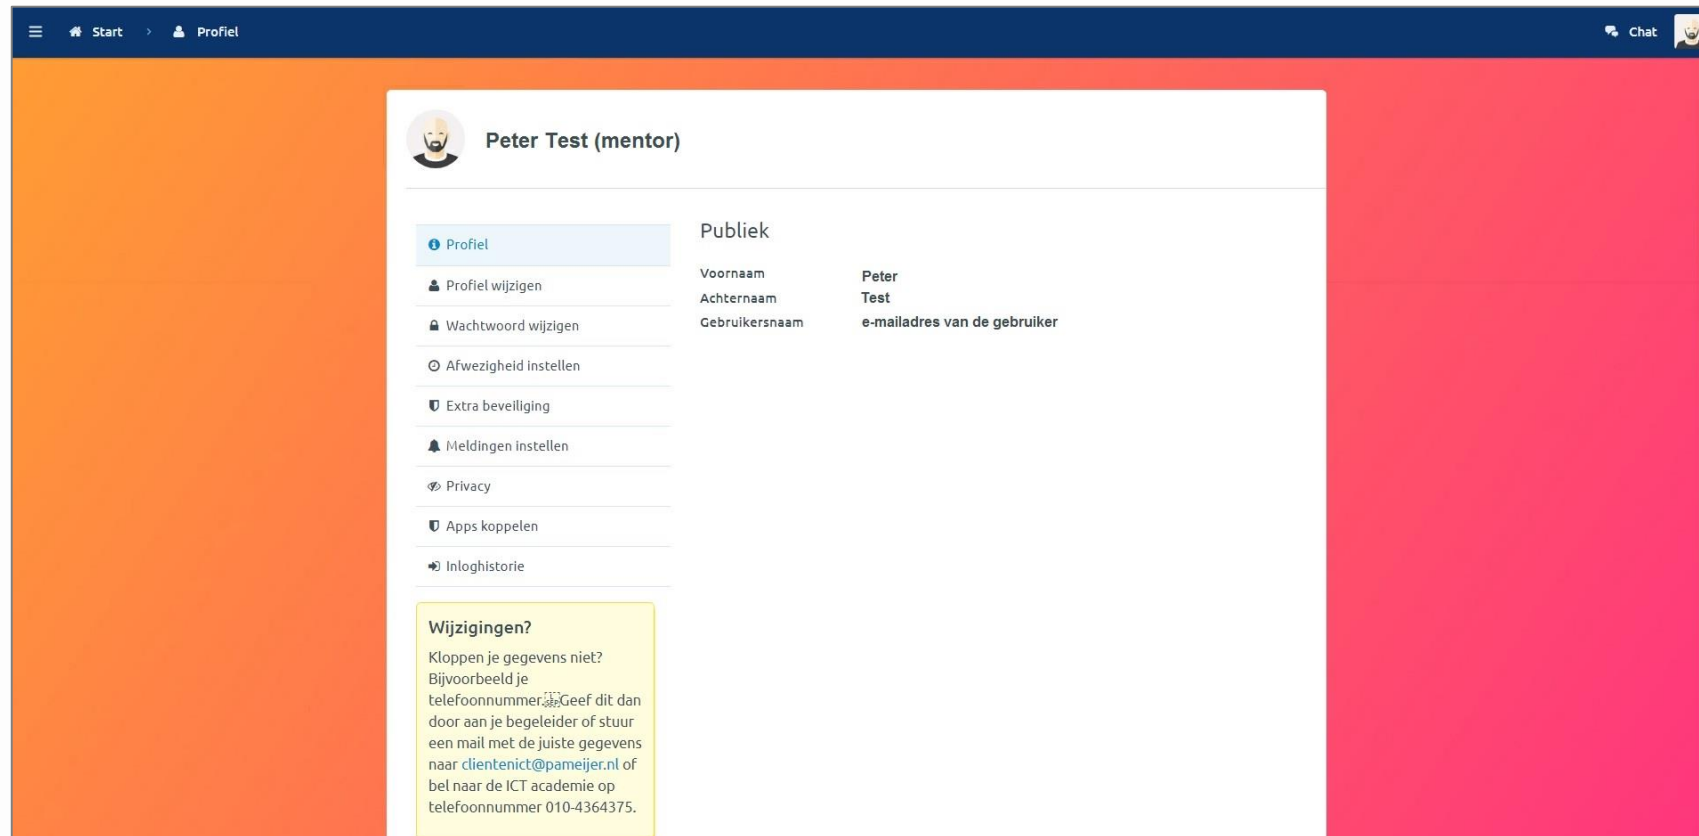 Start > Profiel
Chat
Peter Test (mentor)
Profiel
Profiel wijzigen
Wachtwoord wijzigen
Afwezigheid instellen
Extra beveiliging
Meldingen instellen
Privacy
Apps koppelen
Inloghistorie
Wijzigingen?
Kloppen je gegevens niet?
Bijvoorbeeld je
telefoonnummer. Geef dit dan
door aan je begeleider of stuur
een mail met de juiste gegevens
naar clientenict@pameijer.nl of
bel naar de ICT academie op
telefoonnummer 010-4364375.
Publiek
Voornaam Peter
Achternaam Test
Gebruikersnaam e-mailadres van de gebruiker